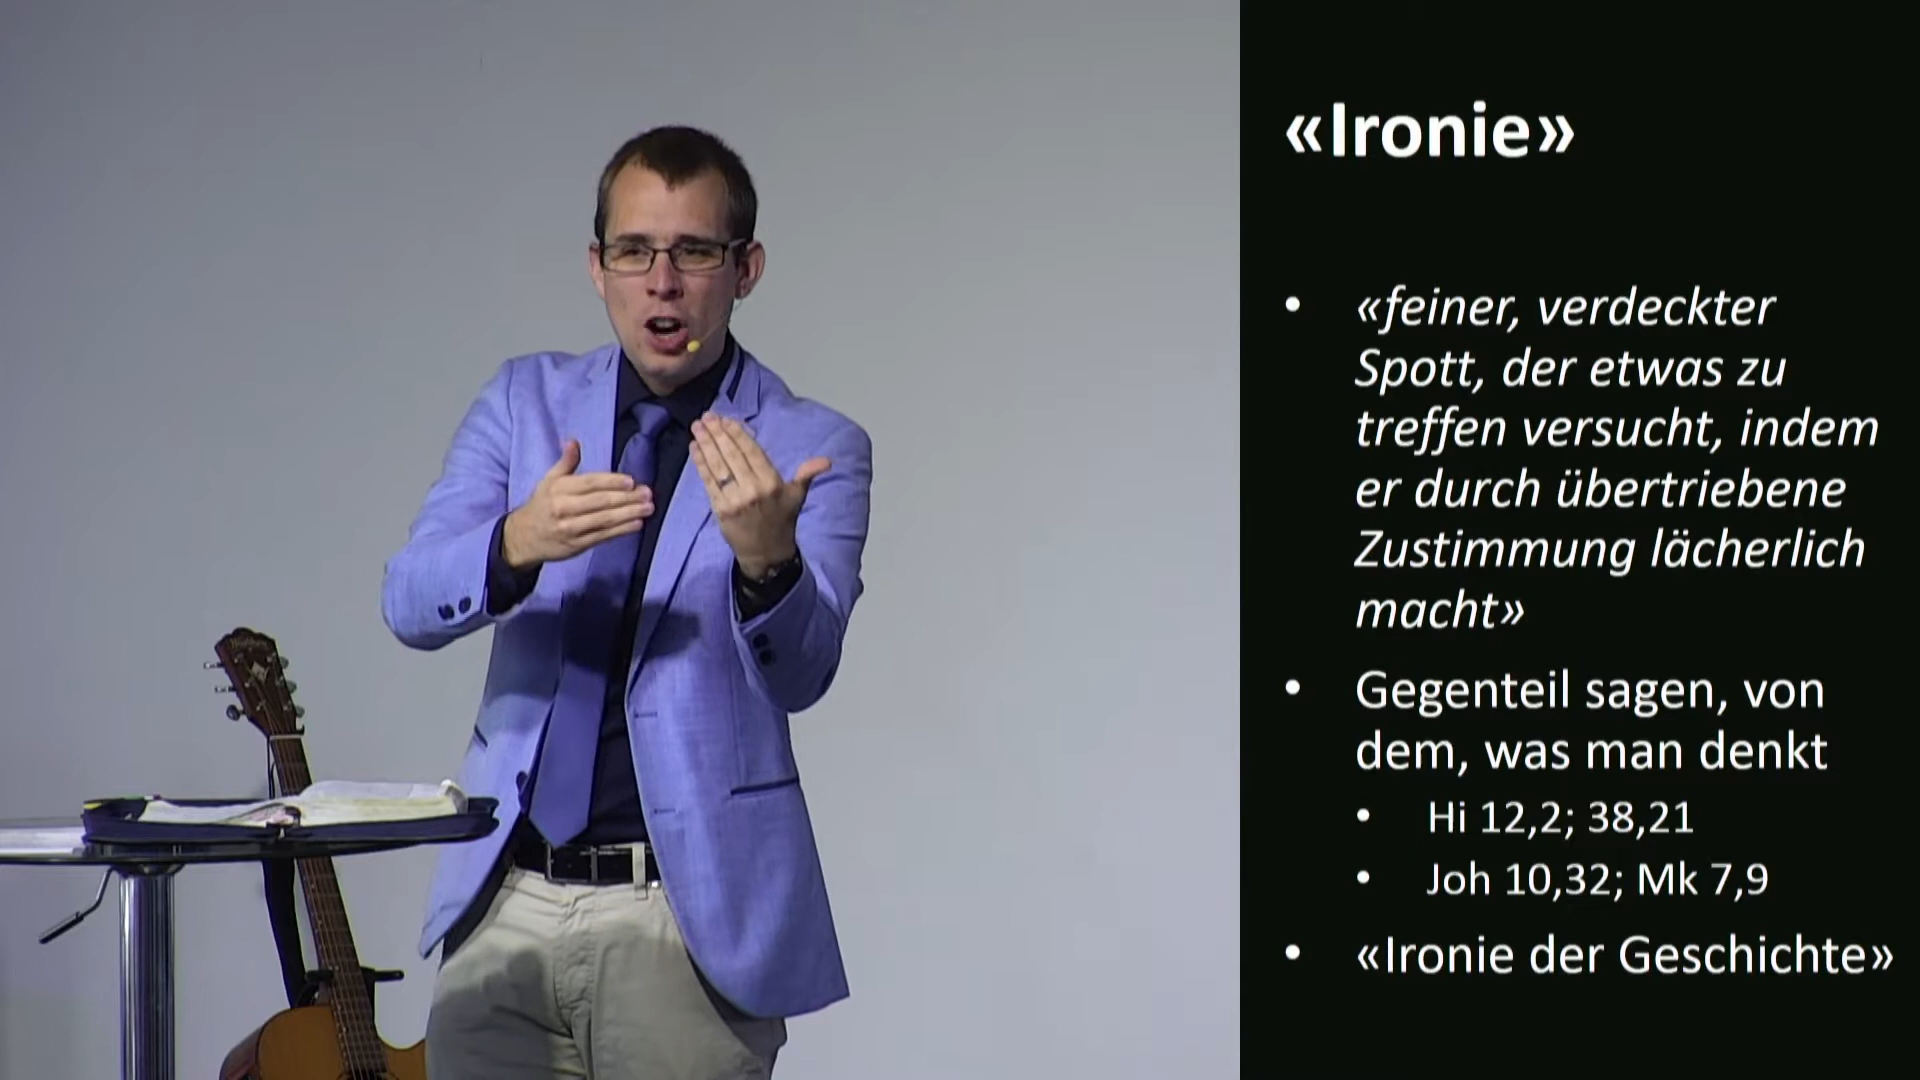 «Ironie»
• «feiner, verdeckter
Spott, der etwas zu
treffen versucht, indem
er durch übertriebene
Zustimmung lächerlich
macht»
• Gegenteil sagen, von
dem, was man denkt
• Hi 12,2; 38,21
• Joh 10,32; Mk 7,9
• «Ironie der Geschichte»